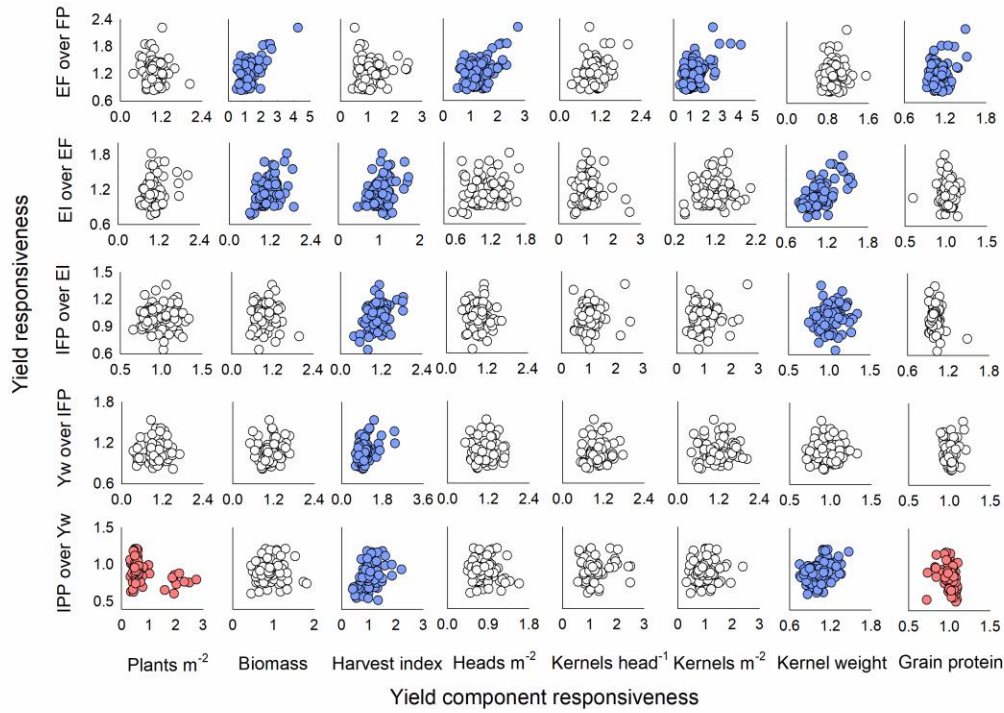 EF over FP
2.4
1.8
1.2
0.6
0.0 1.2 2.4
0 1 2 3 4 5
0 1 2 3
0 1 2 3
0.0 1.2 2.4
0 1 2 3 4 5
0.0 0.8 1.6
0.6 1.2 1.8
EI over EF
1.8
1.2
0.6
0.0 1.2 2.4
0.0 1.2 2.4
0 1 2
0.6 1.2 1.8
0 1 2 3
0.2 1.2 2.2
0.6 1.2 1.8
0.5 1.0 1.5
IFP over EI
1.5
1.2
0.9
0.6
0.5 1.0 1.5
0.0 1.2 2.4
0.0 1.2 2.4
0.0 1.2 2.4
0 1 2 3
0 1 2 3
0.5 1.0 1.5
0.6 1.2 1.8
Yw over IFP
1.8
1.2
0.6
0.0 1.2 2.4
0.0 1.2 2.4
0.0 1.8 3.6
0.0 1.2 2.4
0.0 1.2 2.4
0.0 1.2 2.4
0.5 1.0 1.5
0.5 1.0 1.5
IPP over Yw
1.5
1.0
0.5
0 1 2 3
0 1 2
0 1 2 3
0.0 0.9 1.8
0 1 2 3
0.0 1.2 2.4
0.6 1.2 1.8
0.5 1.0 1.5
Yield responsiveness
Plants m⁻² Biomass Harvest index Heads m⁻² Kernels head⁻¹ Kernels m⁻² Kernel weight Grain protein
Yield component responsiveness